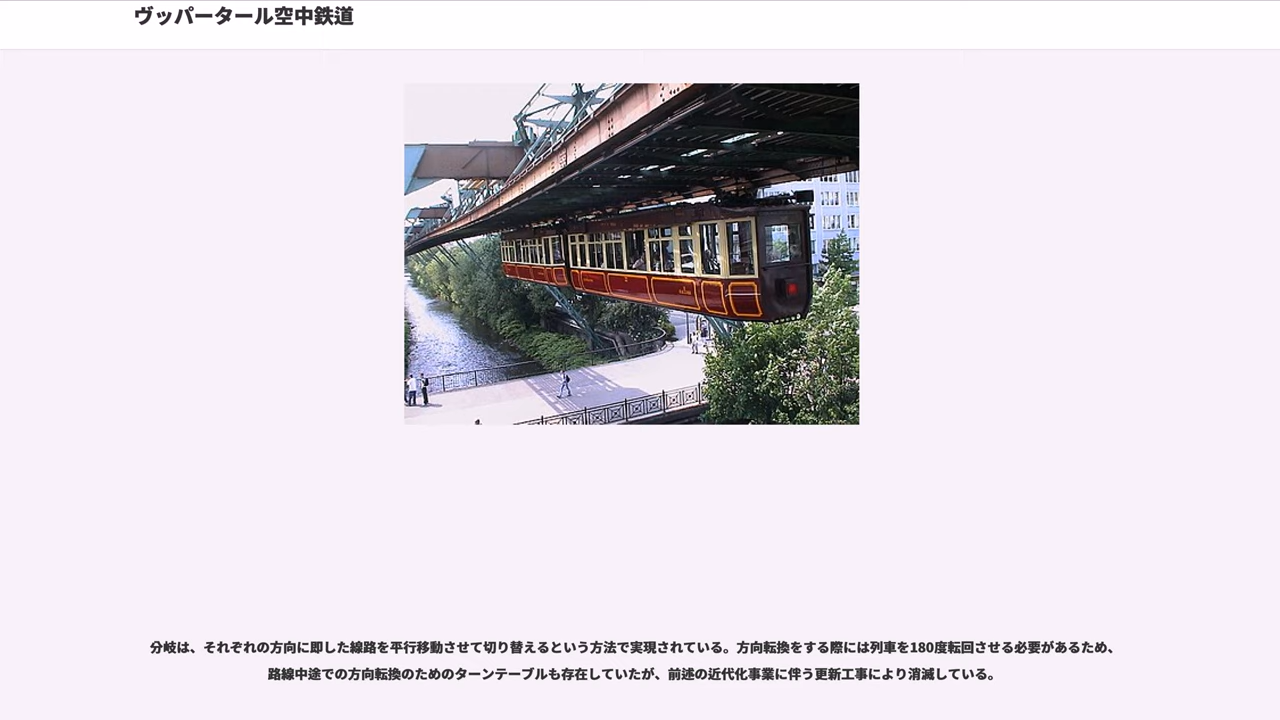 ヴッパータール空中鉄道
分岐は、それぞれの方向に即した線路を平行移動させて切り替えるという方法で実現されている。方向転換をする際には列車を180度転回させる必要があるため、
路線中途での方向転換のためのターンテーブルも存在していたが、前述の近代化事業に伴う更新工事により消滅している。